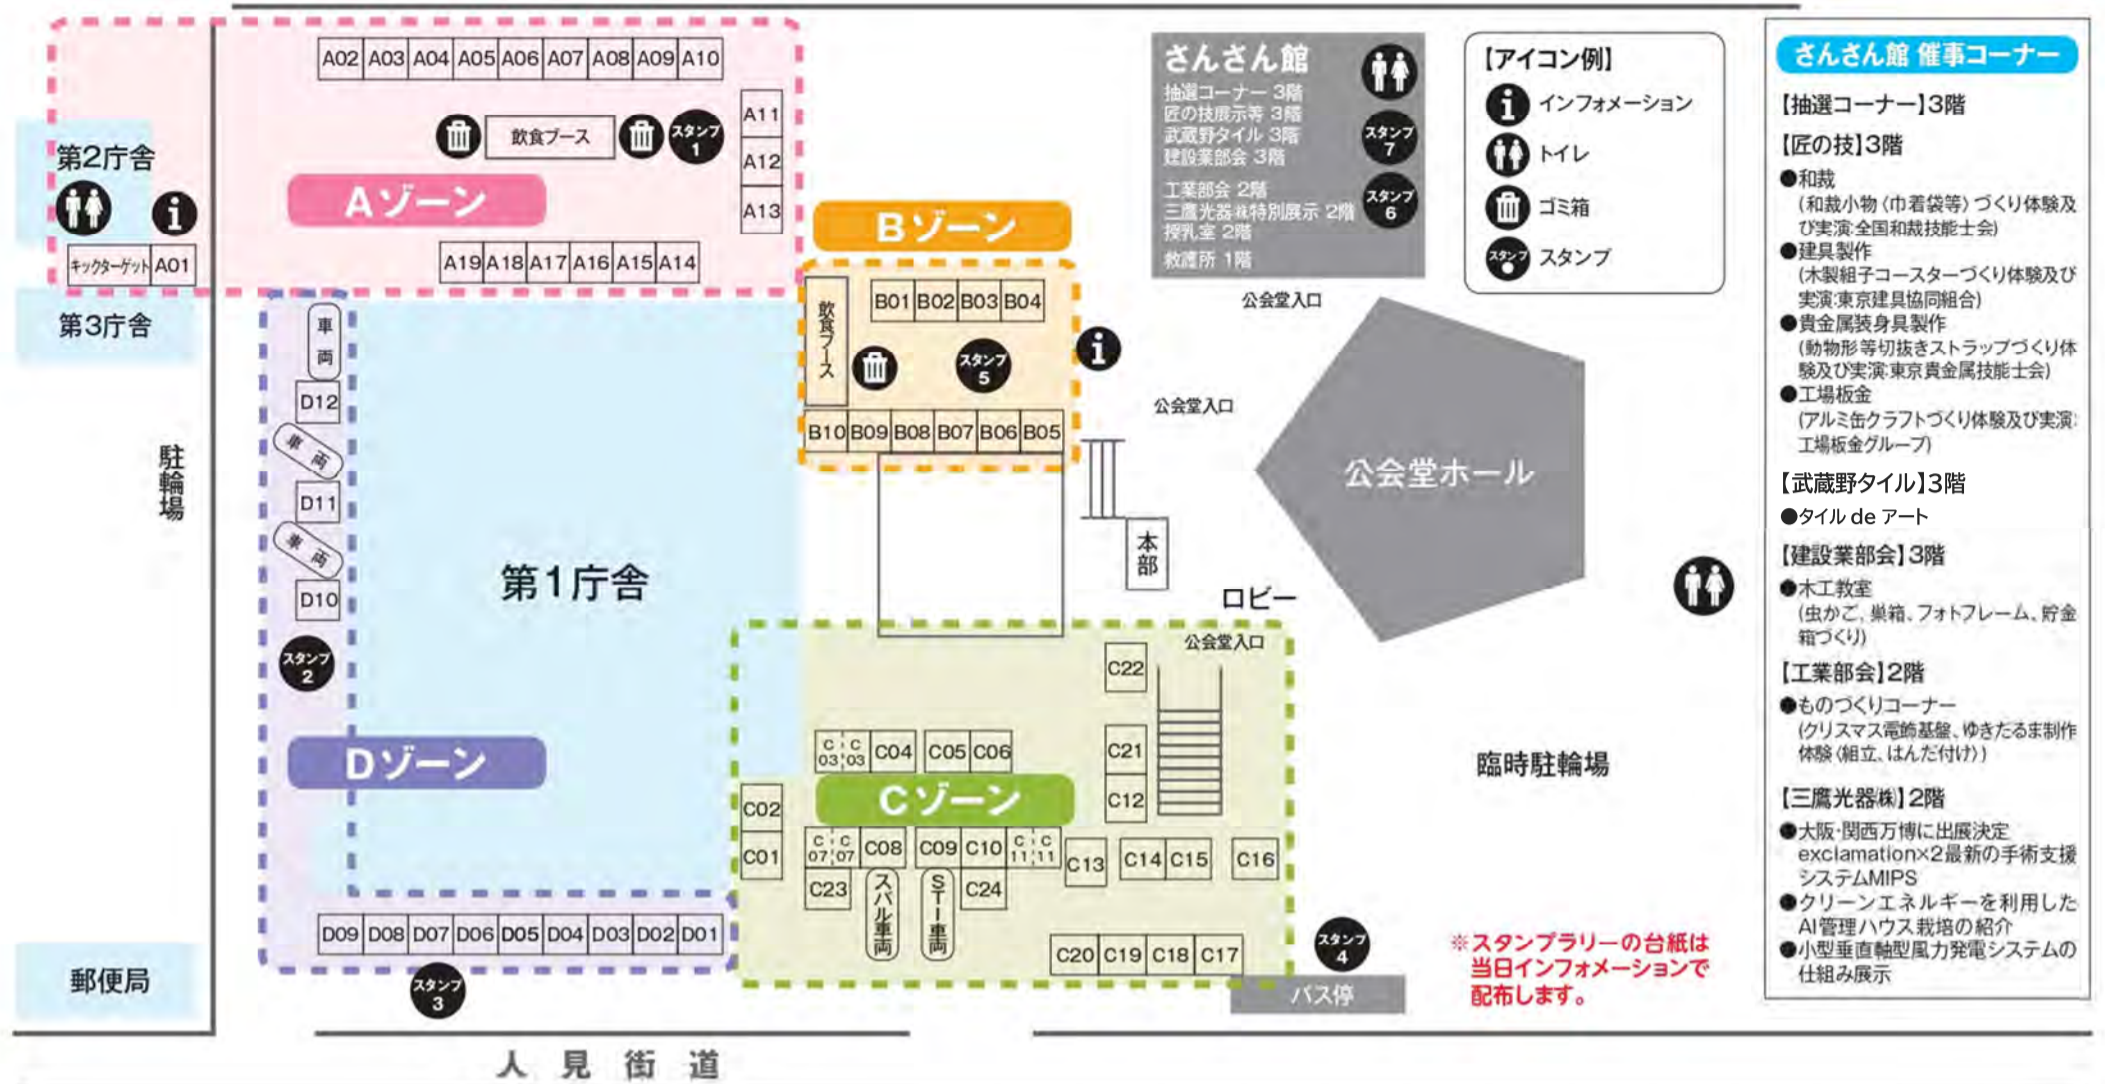 A02 A03 A04 A05 A06 A07 A08 A09 A10
飲食ブース
スタンプ
1
A11
A12
A13
第2庁舎
Aゾーン
キックターゲット A01
A19 A18 A17 A16 A15 A14
第3庁舎
駐輪場
郵便局
車両
D12
車両
D11
車両
D10
スタンプ
2
第1庁舎
Dゾーン
D09 D08 D07 D06 D05 D04 D03 D02 D01
スタンプ
3
Bゾーン
飲食ブース
B01 B02 B03 B04
スタンプ
5
B10 B09 B08 B07 B06 B05
本部
ロビー
公会堂入口
C22
C03 C03 C04 C05 C06
C21
Cゾーン
C12
C02
C01
C07 C07 C08 C09 C10 C11 C11
C13 C14 C15 C16
C23 スバル車両 STI車両 C24
C20 C19 C18 C17
スタンプ
4
バス停
人見街道
さんさん館
抽選コーナー 3階
匠の技展示等 3階
武蔵野タイル 3階
建設業部会 3階
工業部会 2階
三鷹光器㈱特別展示 2階
授乳室 2階
救護所 1階
スタンプ
7
スタンプ
6
公会堂入口
公会堂入口
公会堂ホール
臨時駐輪場
※スタンプラリーの台紙は
当日インフォメーションで
配布します。
【アイコン例】
インフォメーション
トイレ
ゴミ箱
スタンプ
スタンプ
さんさん館 催事コーナー
【抽選コーナー】3階
【匠の技】3階
●和裁
(和裁小物〈巾着袋等〉づくり体験及
び実演:全国和裁技能士会)
●建具製作
(木製組子コースターづくり体験及び
実演:東京建具協同組合)
●貴金属装身具製作
(動物形等切抜きストラップづくり体
験及び実演:東京貴金属技能士会)
●工場板金
(アルミ缶クラフトづくり体験及び実演:
工場板金グループ)
【武蔵野タイル】3階
●タイル de アート
【建設業部会】3階
●木工教室
(虫かご、巣箱、フォトフレーム、貯金
箱づくり)
【工業部会】2階
●ものづくりコーナー
(クリスマス電飾基盤、ゆきだるま制作
体験〈組立、はんだ付け〉)
【三鷹光器㈱】2階
●大阪・関西万博に出展決定
exclamation×2最新の手術支援
システムMIPS
●クリーンエネルギーを利用した
AI管理ハウス栽培の紹介
●小型垂直軸型風力発電システムの
仕組み展示